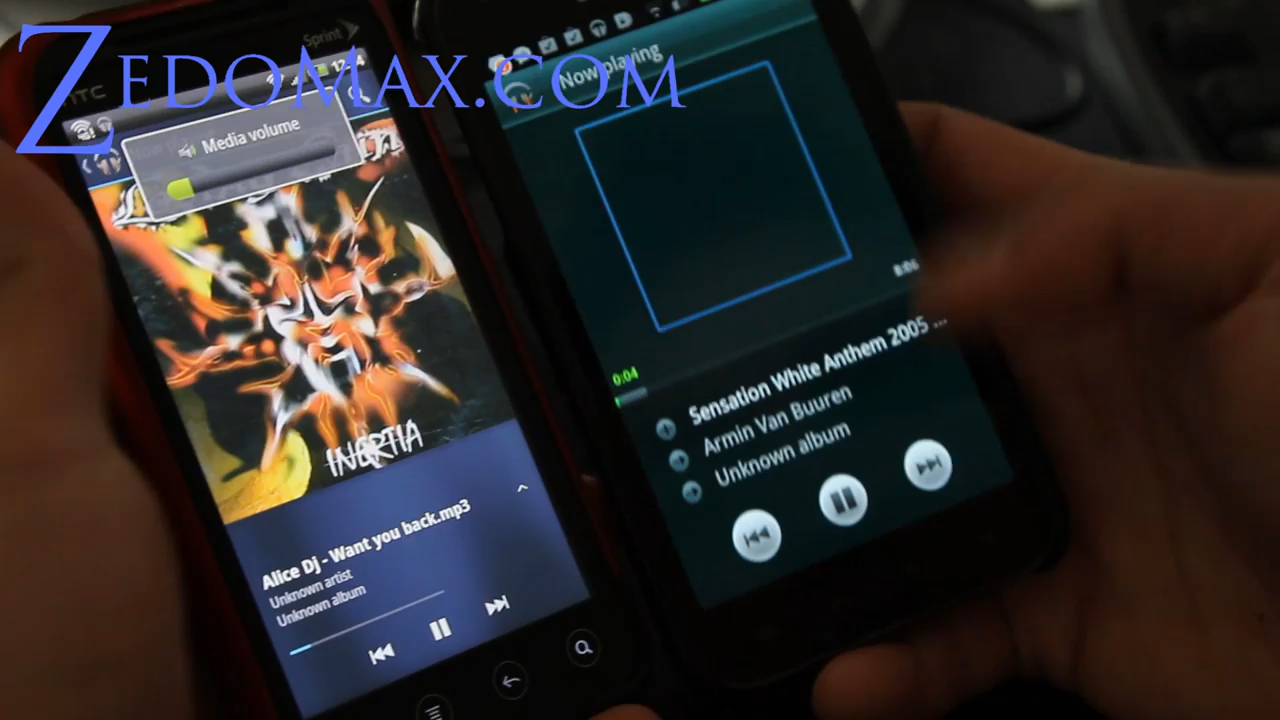 ZEDOMAX.COM
Sprint
HTC
Media volume
INERTIA
Alice Dj - Want you back.mp3
Unknown artist
Unknown album
Now playing
8:06
0:04
Sensation White Anthem 2005 ...
Armin Van Buuren
Unknown album